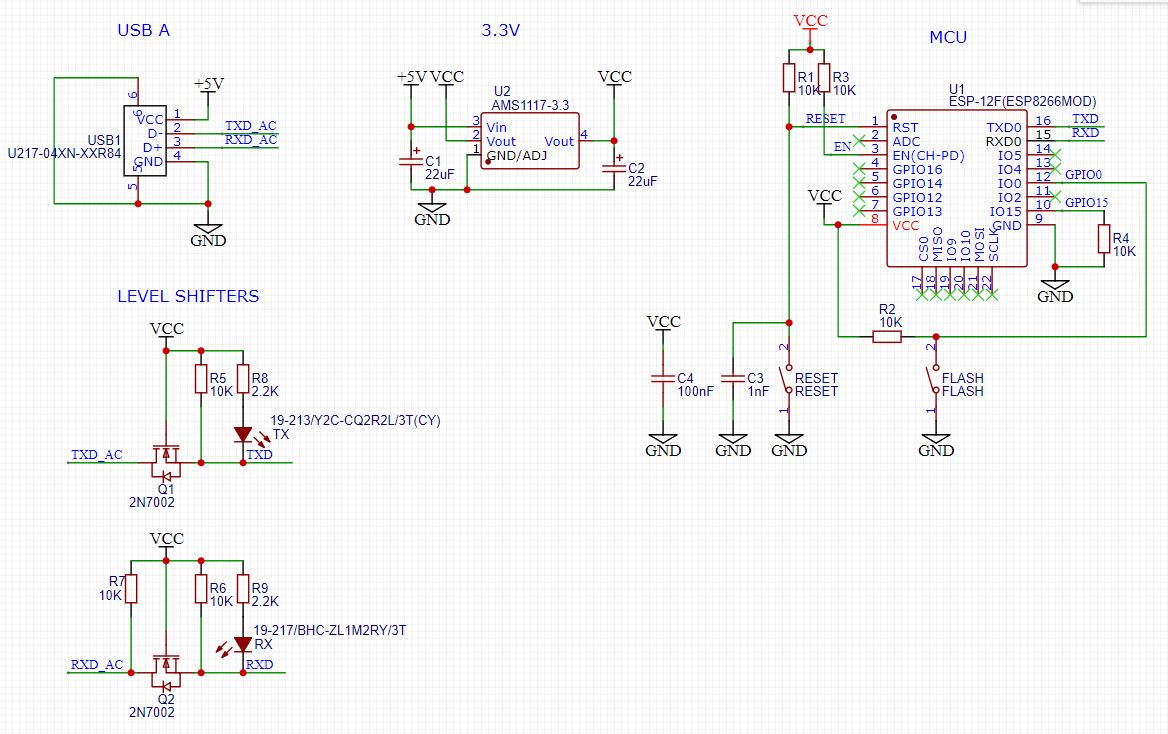 USB A
+5V
6
6
VCC 1
D- 2
D+ 3
GND 4
5
5
USB1
U217-04XN-XXR84
TXD_AC
RXD_AC
GND
3.3V
+5V VCC
VCC
U2
AMS1117-3.3
3 Vin
2 Vout
1 GND/ADJ
Vout 4
+
C1
22uF
+
C2
22uF
GND
MCU
VCC
R1
10K
R3
10K
U1
ESP-12F(ESP8266MOD)
RESET
EN
VCC
1 RST
2 ADC
3 EN(CH-PD)
4 GPIO16
5 GPIO14
6 GPIO12
7 GPIO13
8 VCC
TXD0 16 TXD
RXD0 15 RXD
IO5 14
IO4 13
IO0 12 GPIO0
IO2 11
IO15 10 GPIO15
GND 9
CS0
MISO
IO9
IO10
MOSI
SCLK
17
18
19
20
21
22
R4
10K
GND
R2
10K
VCC
C4
100nF
GND
C3
1nF
GND
2
RESET
RESET
1
GND
2
FLASH
FLASH
1
GND
LEVEL SHIFTERS
VCC
R5
10K
R8
2.2K
19-213/Y2C-CQ2R2L/3T(CY)
TX
TXD_AC
TXD
Q1
2N7002
VCC
R7
10K
R6
10K
R9
2.2K
19-217/BHC-ZL1M2RY/3T
RX
RXD_AC
RXD
Q2
2N7002